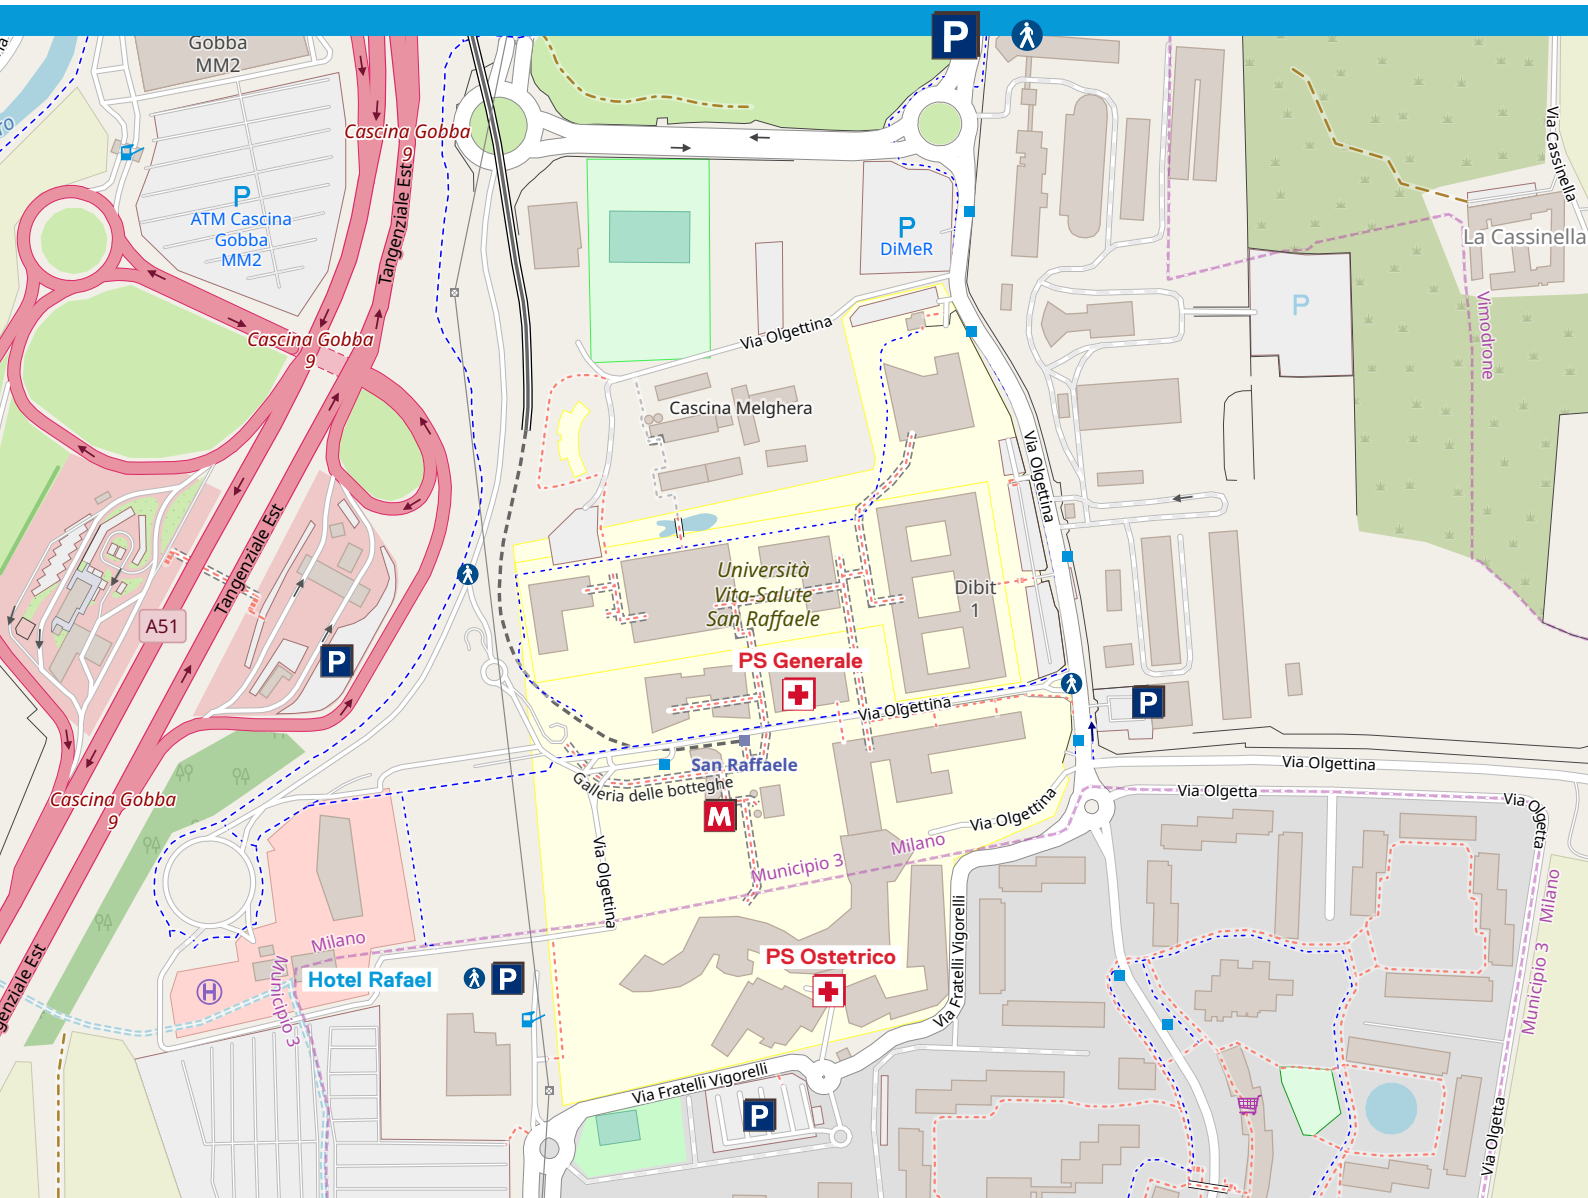 P
Gobba
MM2
Cascina Gobba
9
Tangenziale Est
P
ATM Cascina
Gobba
MM2
P
DiMeR
Via Cassinella
La Cassinella
P
Vimodrone
Cascina Gobba
9
Via Olgettina
Cascina Melghera
Via Olgettina
Tangenziale Est
A51
P
Università
Vita-Salute
San Raffaele
Dibit
1
PS Generale
P
Via Olgettina
San Raffaele
Galleria delle botteghe
M
Via Olgettina
Via Olgetta
Via Olgetta
Cascina Gobba
9
Via Olgettina
Via Olgettina
Milano
Municipio 3
Milano
Municipio 3
Milano
Municipio 3
H
Hotel Rafael
P
PS Ostetrico
Via Fratelli Vigorelli
Via Fratelli Vigorelli
P
Via Olgetta
genziale Est
ro